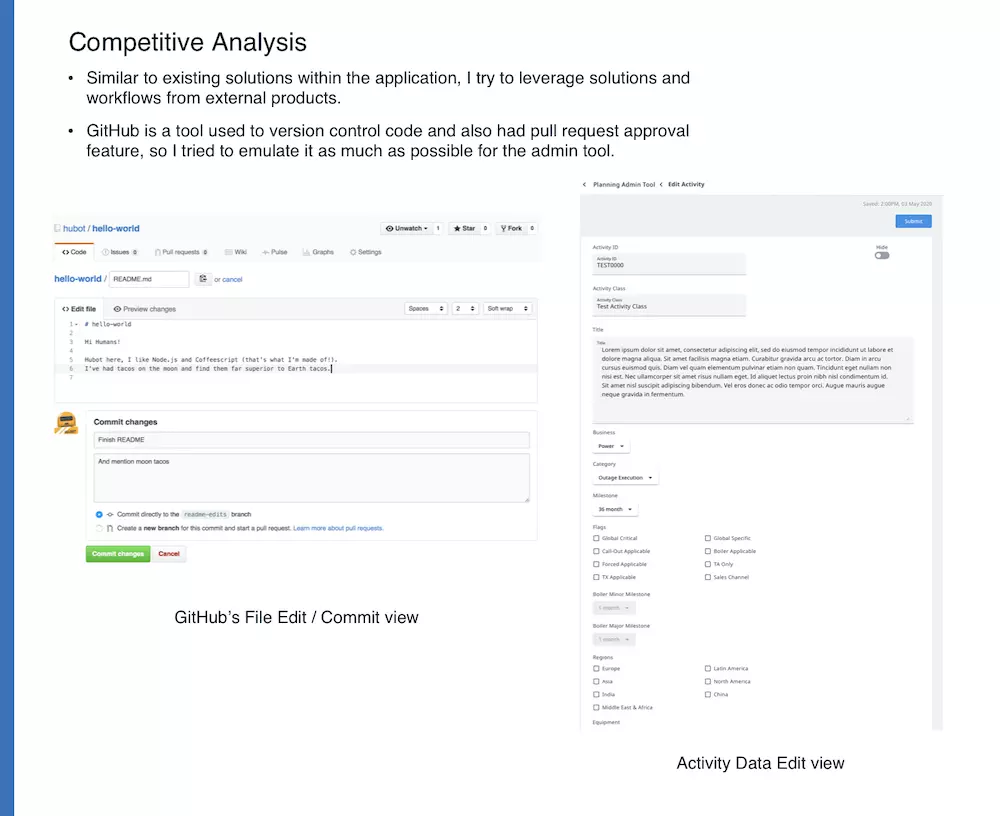 Competitive Analysis
• Similar to existing solutions within the application, I try to leverage solutions and
workflows from external products.
• GitHub is a tool used to version control code and also had pull request approval
feature, so I tried to emulate it as much as possible for the admin tool.
hubot / hello-world
Unwatch 1
Star 0
Fork 0
Code
Issues 0
Pull requests 0
Wiki
Pulse
Graphs
Settings
hello-world / README.md or cancel
Edit file
Preview changes
Spaces
2
Soft wrap
1 # hello-world
2
3 Hi Humans!
4
5 Hubot here, I like Node.js and Coffeescript (that's what I'm made of!).
6 I've had tacos on the moon and find them far superior to Earth tacos.
7
Commit changes
Finish README
And mention moon tacos
Commit directly to the readme-edits branch
Create a new branch for this commit and start a pull request. Learn more about pull requests.
Commit changes
Cancel
GitHub's File Edit / Commit view
< Planning Admin Tool < Edit Activity
Saved: 2:00PM, 03 May 2020
Submit
Activity ID
Hide
Activity ID
TEST0000
Activity Class
Activity Class
Test Activity Class
Title
Title
Lorem ipsum dolor sit amet, consectetur adipiscing elit, sed do eiusmod tempor incididunt ut labore et
dolore magna aliqua. Sit amet facilisis magna etiam. Curabitur gravida arcu ac tortor. Diam in arcu
cursus euismod quis. Diam vel quam elementum pulvinar etiam non quam. Tincidunt eget nullam non
nisi est. Nec ullamcorper sit amet risus nullam eget. Id aliquet lectus proin nibh nisl condimentum id.
Sit amet nisl suscipit adipiscing bibendum. Vel eros donec ac odio tempor orci. Augue mauris augue
neque gravida in fermentum.
Business
Power
Category
Outage Execution
Milestone
36 month
Flags
Global Critical
Global Specific
Call-Out Applicable
Boiler Applicable
Forced Applicable
TA Only
TX Applicable
Sales Channel
Boiler Minor Milestone
Boiler Major Milestone
1 month
Regions
Europe
Latin America
Asia
North America
India
China
Middle East & Africa
Equipment
Activity Data Edit view